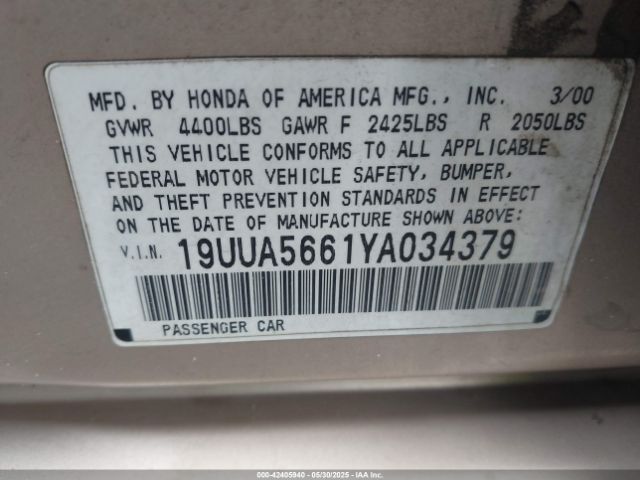 MFD. BY HONDA OF AMERICA MFG., INC. 3/00
GVWR 4400LBS GAWR F 2425LBS R 2050LBS
THIS VEHICLE CONFORMS TO ALL APPLICABLE
FEDERAL MOTOR VEHICLE SAFETY, BUMPER,
AND THEFT PREVENTION STANDARDS IN EFFECT
ON THE DATE OF MANUFACTURE SHOWN ABOVE:
V.I.N. 19UUA5661YA034379
PASSENGER CAR
000-42405940 - 05/30/2025 - IAA Inc.